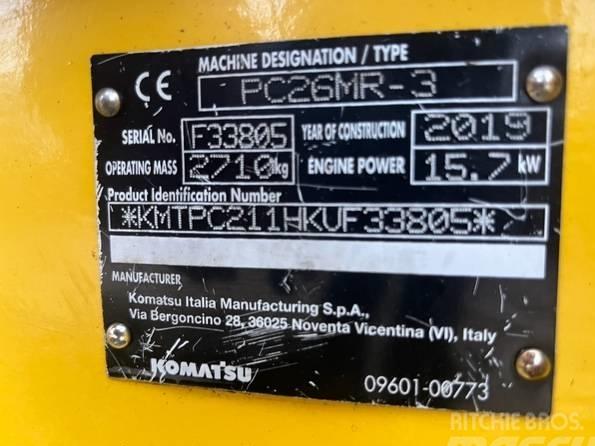 CE MACHINE DESIGNATION / TYPE
PC26MR-3
SERIAL No. F33805 YEAR OF CONSTRUCTION 2019
OPERATING MASS 2710 kg ENGINE POWER 15.7 kW
Product Identification Number
*KMTPC211HKUF33805*
MANUFACTURER
Komatsu Italia Manufacturing S.p.A.,
Via Bergoncino 28, 36025 Noventa Vicentina (VI), Italy
KOMATSU 09601-00773
RITCHIE BROS.
mascus